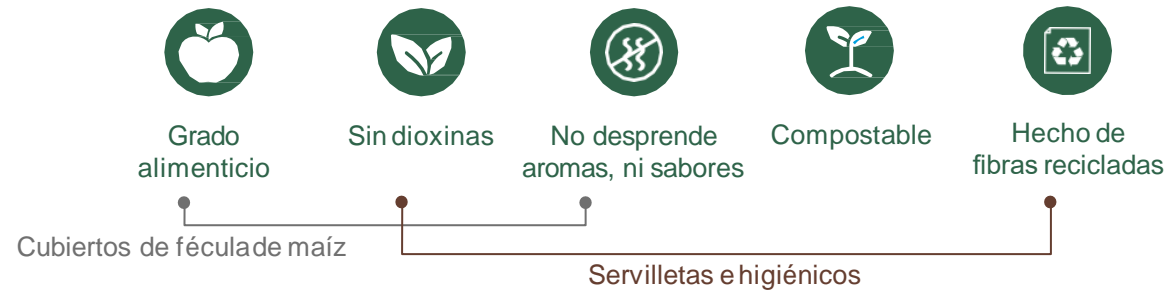 Grado
alimenticio
Sin dioxinas
No desprende
aromas, ni sabores
Compostable
Hecho de
fibras recicladas
Cubiertos de féculade maíz
Servilletas e higiénicos